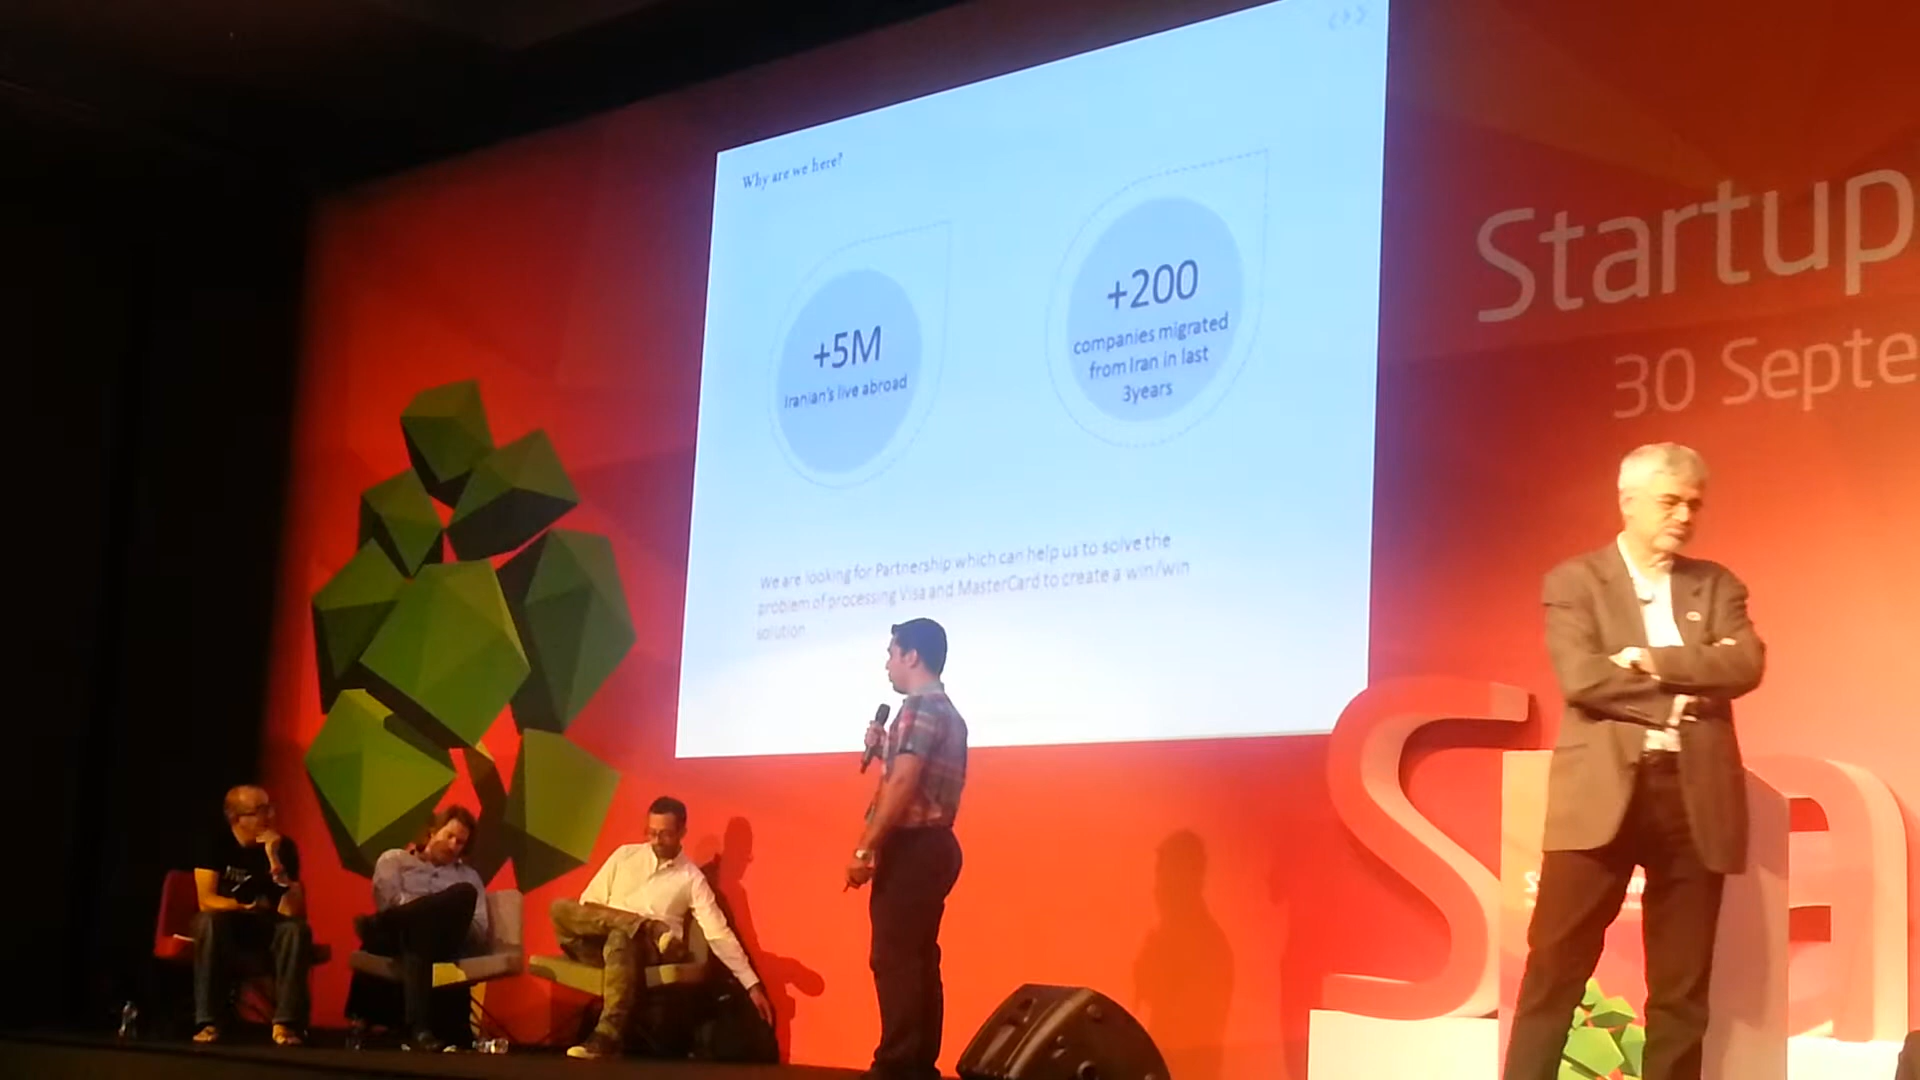 Why are we here?
+5M
Iranian's live abroad
+200
companies migrated
from Iran in last
3years
We are looking for Partnership which can help us to solve the
problem of processing Visa and MasterCard to create a win/win
solution
Startup
30 Septe